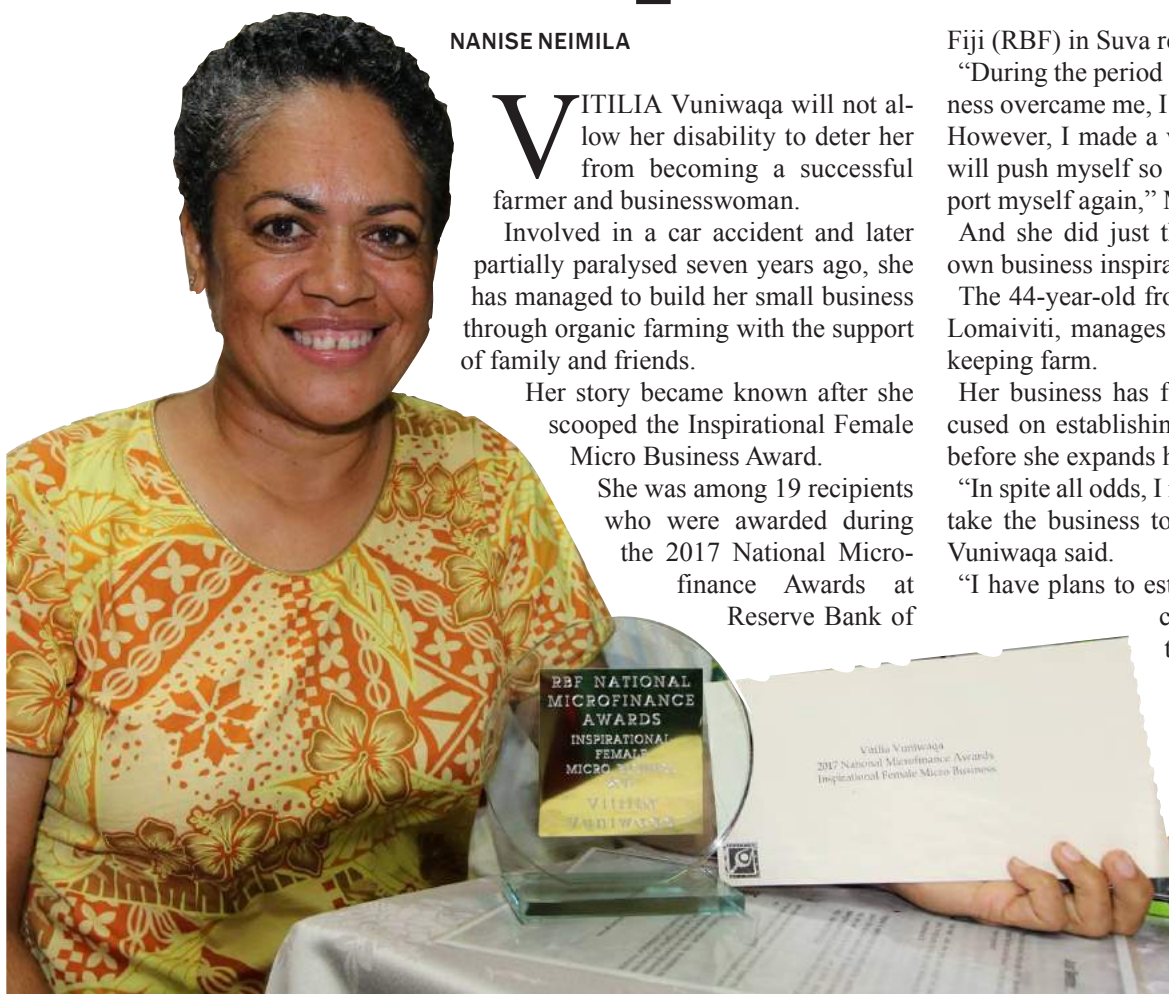 NANISE NEIMILA
VITILIA Vuniwaqa will not al-
low her disability to deter her
from becoming a successful
farmer and businesswoman.
Involved in a car accident and later
partially paralysed seven years ago, she
has managed to build her small business
through organic farming with the support
of family and friends.
Her story became known after she
scooped the Inspirational Female
Micro Business Award.
She was among 19 recipients
who were awarded during
the 2017 National Micro-
finance Awards at
Reserve Bank of
Fiji (RBF) in Suva
“During the period
ness overcame me, I
However, I made a
will push myself so
port myself again,”
And she did just
own business
The 44-year-old
Lomaiviti, manages
keeping farm.
Her business has
cused on
before she expands
“In spite all odds, I
take the business to
Vuniwaqa said.
“I have plans to
RBF NATIONAL
MICROFINANCE
AWARDS
INSPIRATIONAL
FEMALE
MICRO
Vitilia
Vuniwaqa
Vitilia Vuniwaqa
2017 National Microfinance Awards
Inspirational Female Micro Business